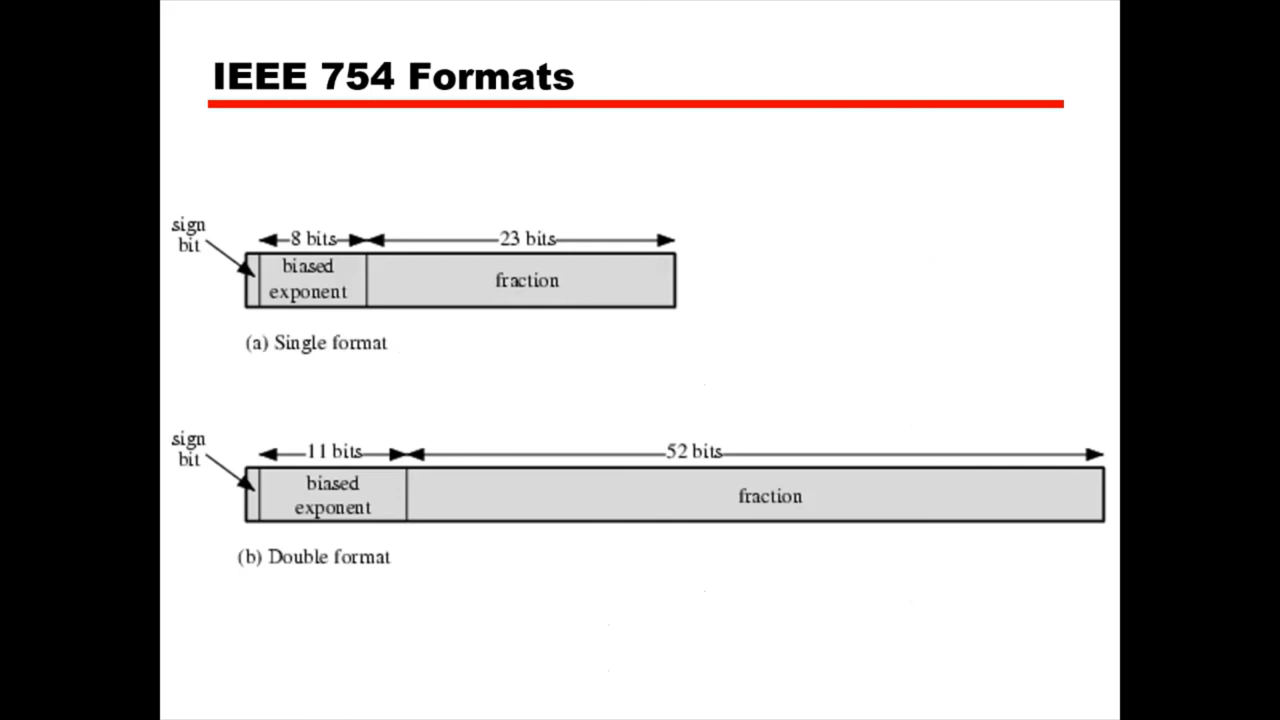 IEEE 754 Formats
sign
bit
8 bits
23 bits
biased
exponent
fraction
(a) Single format
sign
bit
11 bits
52 bits
biased
exponent
fraction
(b) Double format